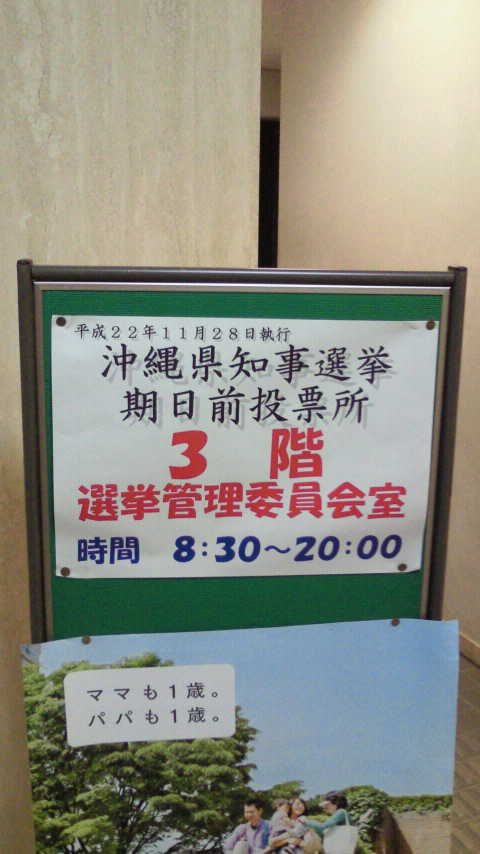 平成22年11月28日執行
沖縄県知事選挙
期日前投票所
3 階
選挙管理委員会室
時間 8:30~20:00
ママも1歳。
パパも1歳。